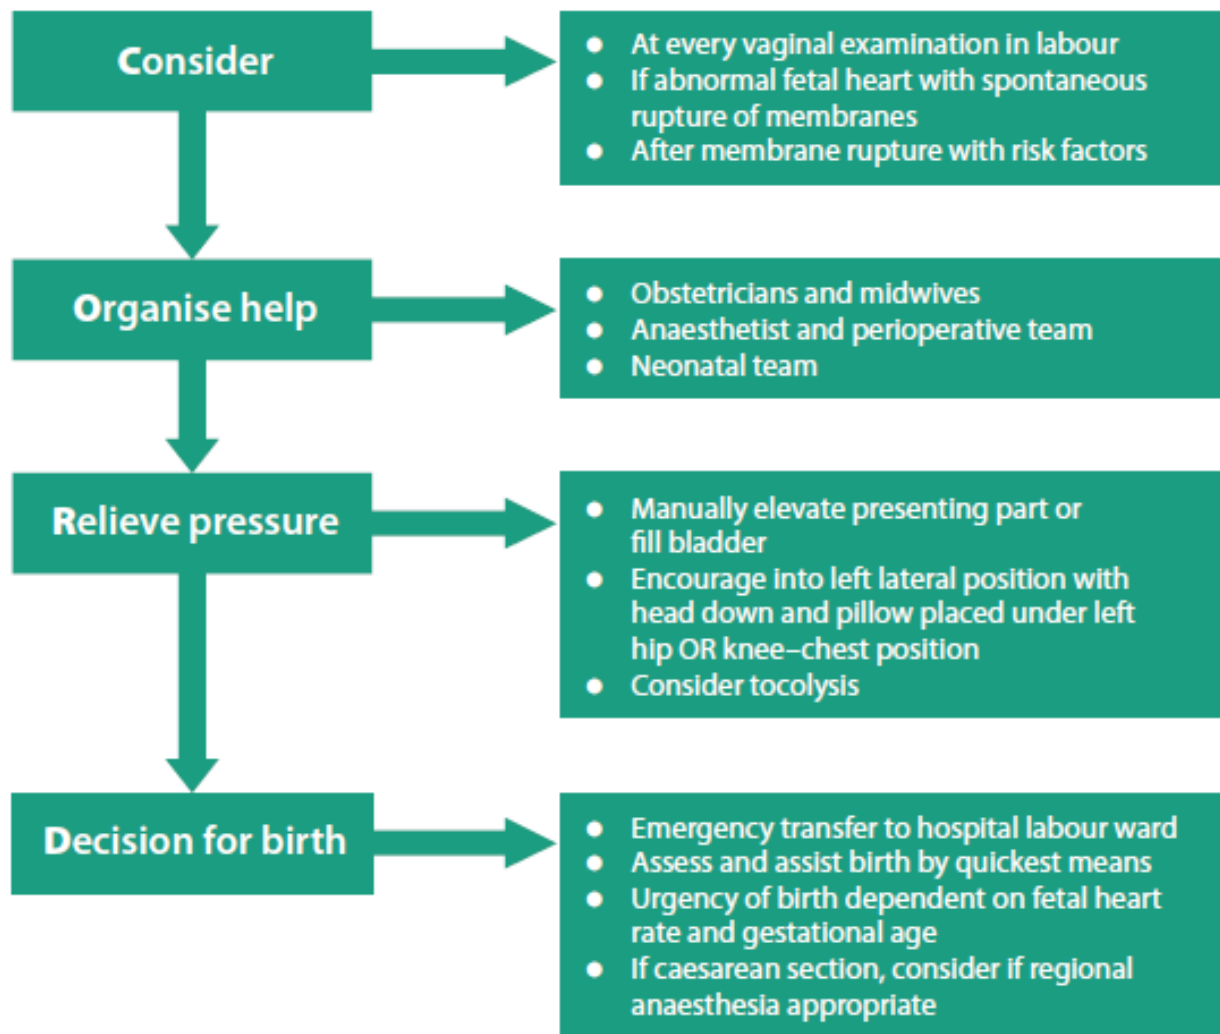 Consider
● At every vaginal examination in labour
● If abnormal fetal heart with spontaneous
rupture of membranes
● After membrane rupture with risk factors
Organise help
● Obstetricians and midwives
● Anaesthetist and perioperative team
● Neonatal team
Relieve pressure
● Manually elevate presenting part or
fill bladder
● Encourage into left lateral position with
head down and pillow placed under left
hip OR knee–chest position
● Consider tocolysis
Decision for birth
● Emergency transfer to hospital labour ward
● Assess and assist birth by quickest means
● Urgency of birth dependent on fetal heart
rate and gestational age
● If caesarean section, consider if regional
anaesthesia appropriate